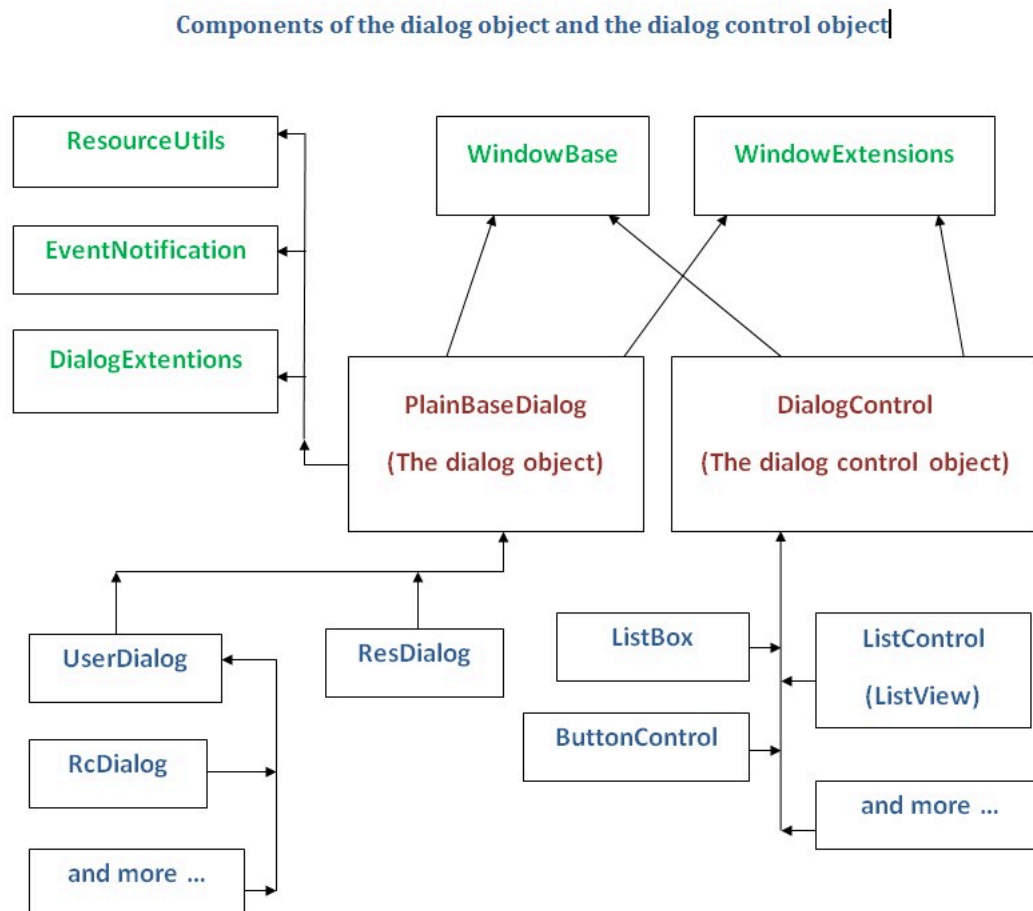 Components of the dialog object and the dialog control object
ResourceUtils
WindowBase
WindowExtensions
EventNotification
DialogExtentions
PlainBaseDialog
(The dialog object)
DialogControl
(The dialog control object)
UserDialog
ResDialog
ListBox
ListControl
(ListView)
ButtonControl
RcDialog
and more ...
and more ...